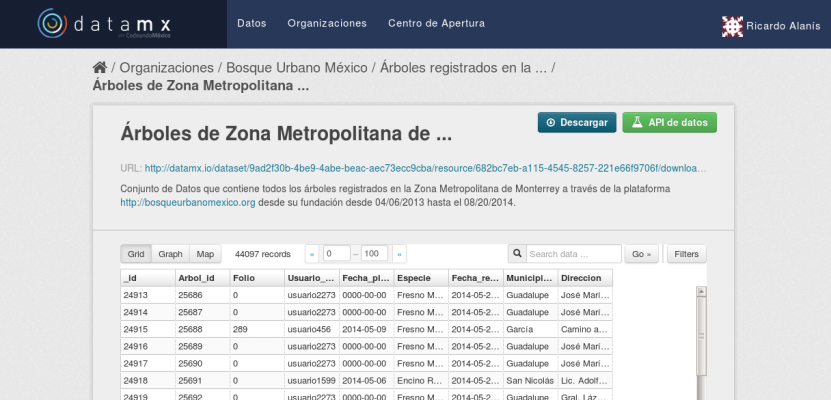 datamx
en CodeandoMéxico
Datos
Organizaciones
Centro de Apertura
Ricardo Alanís
/ Organizaciones / Bosque Urbano México / Árboles registrados en la ... /
Árboles de Zona Metropolitana ...
Descargar
API de datos
Árboles de Zona Metropolitana de ...
URL: http://datamx.io/dataset/9ad2f30b-4be9-4abe-beac-aec73ecc9cba/resource/682bc7eb-a115-4545-8257-221e66f9706f/downloa...
Conjunto de Datos que contiene todos los árboles registrados en la Zona Metropolitana de Monterrey a través de la plataforma
http://bosqueurbanomexico.org desde su fundación desde 04/06/2013 hasta el 08/20/2014.
Grid Graph Map 44097 records « 0 – 100 » Search data ... Go » Filters
_id Arbol_id Folio Usuario_... Fecha_pl... Especie Fecha_re... Municipi... Direccion
24913 25686 0 usuario2273 0000-00-00 Fresno M... 2014-05-2... Guadalupe José Mari...
24914 25687 0 usuario2273 0000-00-00 Fresno M... 2014-05-2... Guadalupe José Marí...
24915 25688 289 usuario456 2014-05-09 Fresno M... 2014-05-2... García Camino a...
24916 25689 0 usuario2273 0000-00-00 Fresno M... 2014-05-2... Guadalupe José Marí...
24917 25690 0 usuario2273 0000-00-00 Fresno M... 2014-05-2... Guadalupe José Marí...
24918 25691 0 usuario1599 2014-05-06 Encino R... 2014-05-2... San Nicolás Lic. Adolf...
24919 25692 0 usuario2273 0000-00-00 Fresno M... 2014-05-2... Guadalupe Gral. Láz...